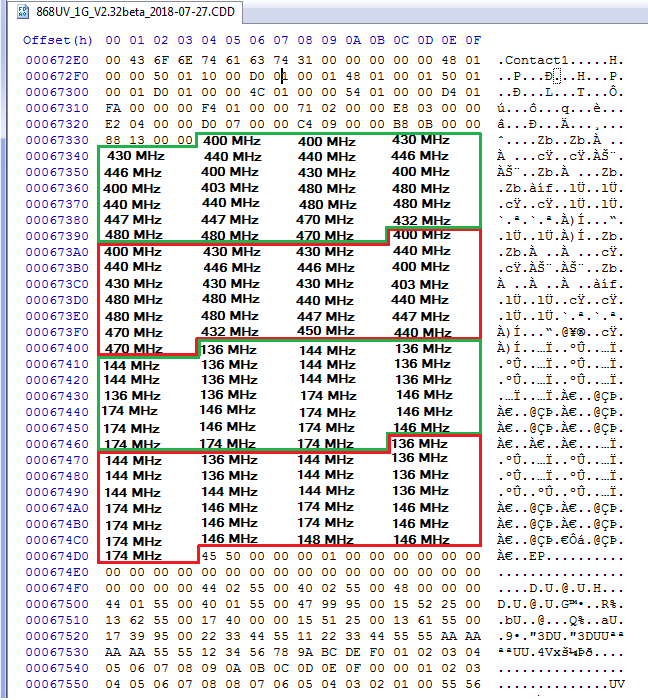 868UV_1G_V2.32beta_2018-07-27.CDD
Offset(h) 00 01 02 03 04 05 06 07 08 09 0A 0B 0C 0D 0E 0F
000672E0 00 43 6F 6E 74 61 63 74 31 00 00 00 00 00 48 01 .Contact1.....H.
000672F0 00 00 50 01 10 00 D0 01 00 01 48 01 00 01 50 01 ..P...Ð...H...P.
00067300 00 01 D0 01 00 00 4C 01 00 00 54 01 00 00 D4 01 ..Ð...L...T...Ô.
00067310 FA 00 00 00 F4 01 00 00 71 02 00 00 E8 03 00 00 ú...ô...q...è...
00067320 E2 04 00 00 D0 07 00 00 C4 09 00 00 B8 0B 00 00 â...Ð...Ä...¸...
00067330 88 13 00 00 400 MHz 400 MHz 430 MHz
00067340 430 MHz 440 MHz 440 MHz 446 MHz
00067350 446 MHz 430 MHz 400 MHz 400 MHz
00067360 400 MHz 403 MHz 480 MHz 480 MHz
00067370 440 MHz 440 MHz 480 MHz 480 MHz
00067380 447 MHz 447 MHz 470 MHz 432 MHz
00067390 480 MHz 480 MHz 470 MHz 400 MHz
000673A0 400 MHz 430 MHz 430 MHz 440 MHz
000673B0 440 MHz 446 MHz 446 MHz 400 MHz
000673C0 430 MHz 400 MHz 400 MHz 403 MHz
000673D0 480 MHz 480 MHz 440 MHz 440 MHz
000673E0 480 MHz 480 MHz 447 MHz 447 MHz
000673F0 470 MHz 432 MHz 450 MHz 440 MHz
00067400 470 MHz 136 MHz 144 MHz 136 MHz
00067410 144 MHz 136 MHz 144 MHz 136 MHz
00067420 144 MHz 136 MHz 144 MHz 136 MHz
00067430 136 MHz 136 MHz 174 MHz 146 MHz
00067440 174 MHz 146 MHz 174 MHz 146 MHz
00067450 174 MHz 146 MHz 174 MHz 146 MHz
00067460 174 MHz 174 MHz 174 MHz 136 MHz
00067470 144 MHz 136 MHz 144 MHz 136 MHz
00067480 144 MHz 136 MHz 144 MHz 136 MHz
00067490 144 MHz 136 MHz 144 MHz 136 MHz
000674A0 174 MHz 146 MHz 174 MHz 146 MHz
000674B0 174 MHz 146 MHz 174 MHz 146 MHz
000674C0 174 MHz 146 MHz 148 MHz 146 MHz
000674D0 174 MHz 45 50 00 00 00 01 00 00 00 00 00 00 À€..EP..........
000674E0 00 00 00 00 00 00 00 00 00 00 00 00 00 00 00 00 ................
000674F0 00 00 00 00 44 02 55 00 40 02 55 00 48 00 00 00 ....D.U.@.U.H...
00067500 44 01 55 00 40 01 55 00 47 99 95 00 15 52 25 00 D.U.@.U.G™•..R%.
00067510 13 62 55 00 17 40 00 00 15 51 25 00 13 61 55 00 .bU..@...Q%..aU.
00067520 17 39 95 00 22 33 44 55 11 22 33 44 55 55 AA AA .9•."3DU."3DUUªª
00067530 AA AA 55 55 12 34 56 78 9A BC DE F0 01 02 03 04 ªªUU.4Vxš¼Þð....
00067540 05 06 07 08 09 0A 0B 0C 0D 0E 0F 00 00 01 02 03 ................
00067550 04 05 06 07 08 08 07 06 05 04 03 02 01 00 55 56 ..............UV